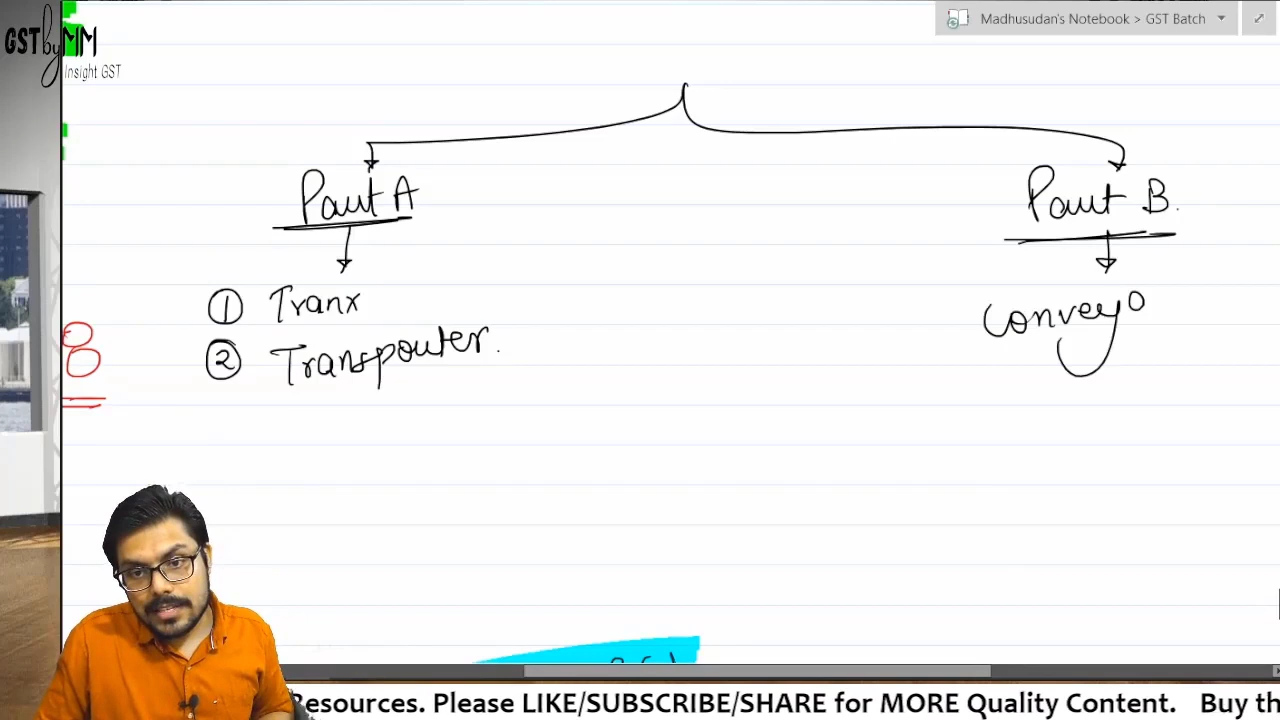 GST by MM
Insight GST
Madhusudan's Notebook > GST Batch
Part A
Part B.
① Tranx
② Transporter.
Conveyo
8
Resources. Please LIKE/SUBSCRIBE/SHARE for MORE Quality Content. Buy th